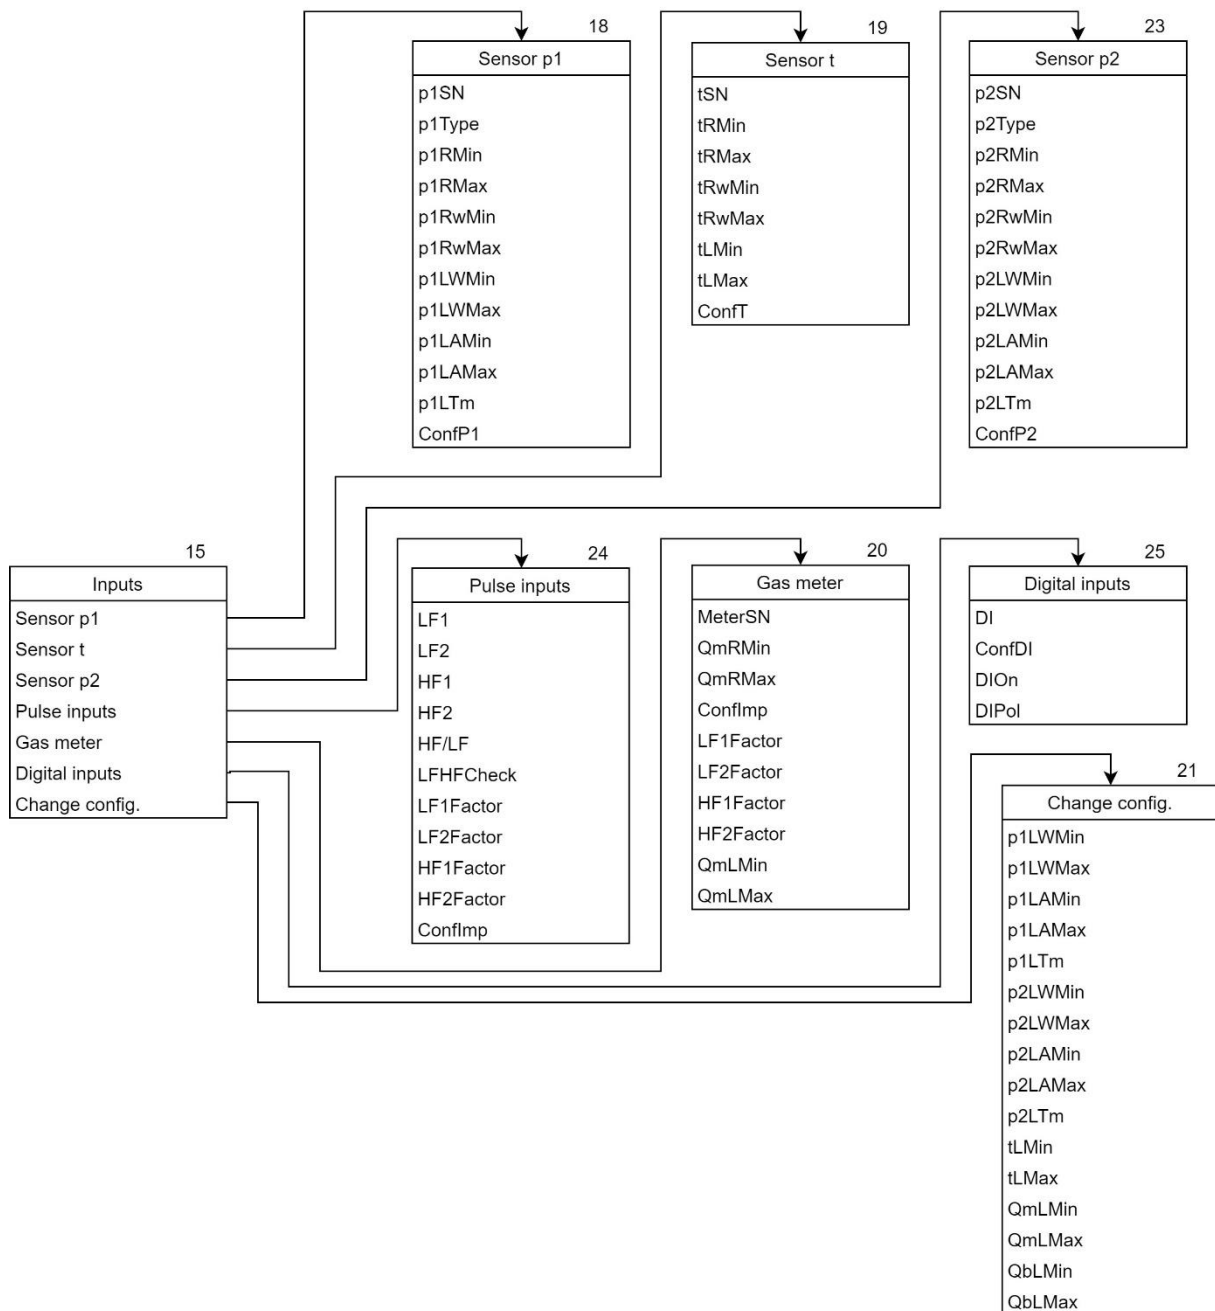 18
Sensor p1
p1SN
p1Type
p1RMin
p1RMax
p1RwMin
p1RwMax
p1LWMin
p1LWMax
p1LAMin
p1LAMax
p1LTm
ConfP1
19
Sensor t
tSN
tRMin
tRMax
tRwMin
tRwMax
tLMin
tLMax
ConfT
23
Sensor p2
p2SN
p2Type
p2RMin
p2RMax
p2RwMin
p2RwMax
p2LWMin
p2LWMax
p2LAMin
p2LAMax
p2LTm
ConfP2
15
Inputs
Sensor p1
Sensor t
Sensor p2
Pulse inputs
Gas meter
Digital inputs
Change config.
24
Pulse inputs
LF1
LF2
HF1
HF2
HF/LF
LFHFCheck
LF1Factor
LF2Factor
HF1Factor
HF2Factor
ConfImp
20
Gas meter
MeterSN
QmRMin
QmRMax
ConfImp
LF1Factor
LF2Factor
HF1Factor
HF2Factor
QmLMin
QmLMax
25
Digital inputs
DI
ConfDI
DIOn
DIPol
21
Change config.
p1LWMin
p1LWMax
p1LAMin
p1LAMax
p1LTm
p2LWMin
p2LWMax
p2LAMin
p2LAMax
p2LTm
tLMin
tLMax
QmLMin
QmLMax
QbLMin
QbLMax